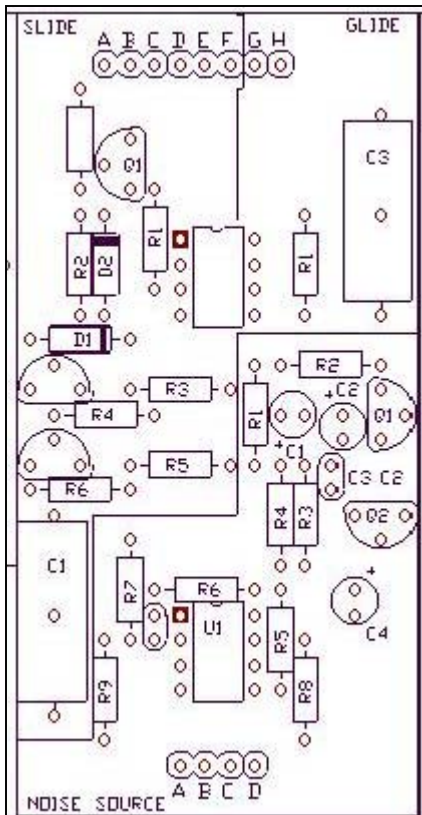 SLIDE
GLIDE
A B C D E F G H
Q1
C3
R1
R2
D2
R1
D1
R2
R3
C2
R1
Q1
R4
C1
R5
C3 C2
R6
R4
R3
Q2
C1
R7
R6
U1
R5
C4
R9
R8
A B C D
NOISE SOURCE